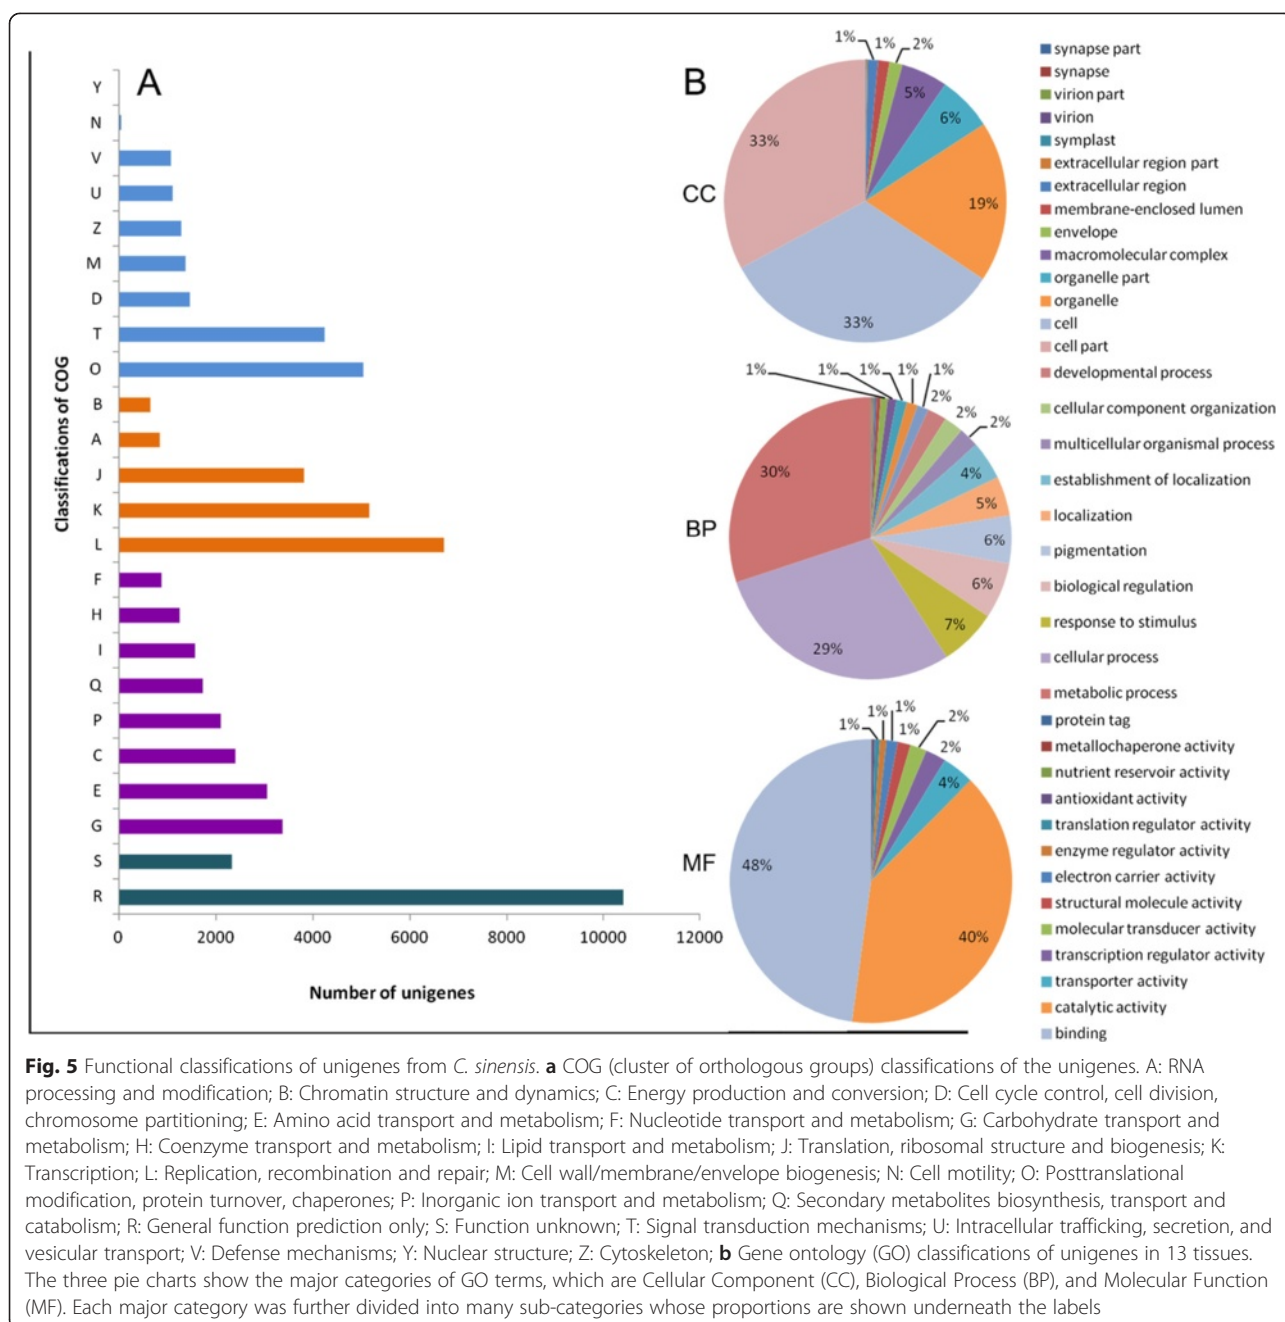 A
Y
N
V
U
Z
M
D
T
O
B
A
J
K
L
F
H
I
Q
P
C
E
G
S
R
Classifications of COG
0 2000 4000 6000 8000 10000 12000
Number of unigenes
B
CC
1% 1% 2%
5%
6%
19%
33%
33%
BP
1% 1% 1% 1% 1%
2%
2%
2%
4%
5%
6%
6%
7%
29%
30%
MF
1% 1% 1%
1%
2%
2%
4%
40%
48%
synapse part
synapse
virion part
virion
symplast
extracellular region part
extracellular region
membrane-enclosed lumen
envelope
macromolecular complex
organelle part
organelle
cell
cell part
developmental process
cellular component organization
multicellular organismal process
establishment of localization
localization
pigmentation
biological regulation
response to stimulus
cellular process
metabolic process
protein tag
metallochaperone activity
nutrient reservoir activity
antioxidant activity
translation regulator activity
enzyme regulator activity
electron carrier activity
structural molecule activity
molecular transducer activity
transcription regulator activity
transporter activity
catalytic activity
binding
Fig. 5 Functional classifications of unigenes from C. sinensis. a COG (cluster of orthologous groups) classifications of the unigenes. A: RNA
processing and modification; B: Chromatin structure and dynamics; C: Energy production and conversion; D: Cell cycle control, cell division,
chromosome partitioning; E: Amino acid transport and metabolism; F: Nucleotide transport and metabolism; G: Carbohydrate transport and
metabolism; H: Coenzyme transport and metabolism; I: Lipid transport and metabolism; J: Translation, ribosomal structure and biogenesis; K:
Transcription; L: Replication, recombination and repair; M: Cell wall/membrane/envelope biogenesis; N: Cell motility; O: Posttranslational
modification, protein turnover, chaperones; P: Inorganic ion transport and metabolism; Q: Secondary metabolites biosynthesis, transport and
catabolism; R: General function prediction only; S: Function unknown; T: Signal transduction mechanisms; U: Intracellular trafficking, secretion, and
vesicular transport; V: Defense mechanisms; Y: Nuclear structure; Z: Cytoskeleton; b Gene ontology (GO) classifications of unigenes in 13 tissues.
The three pie charts show the major categories of GO terms, which are Cellular Component (CC), Biological Process (BP), and Molecular Function
(MF). Each major category was further divided into many sub-categories whose proportions are shown underneath the labels